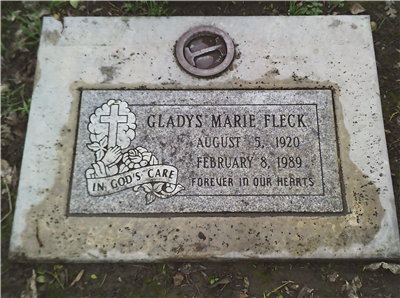 GLADYS MARIE FLECK
AUGUST 5, 1920
FEBRUARY 8, 1989
FOREVER IN OUR HEARTS
IN GOD'S CARE